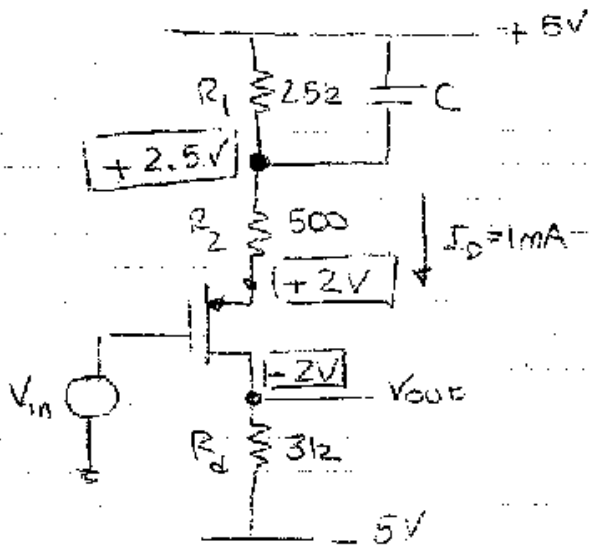 + 5V
R1 2.5k C
+ 2.5V
R2 500 ID=1mA
+2V
-2V
Vin Vout
Rd 3k
- 5V